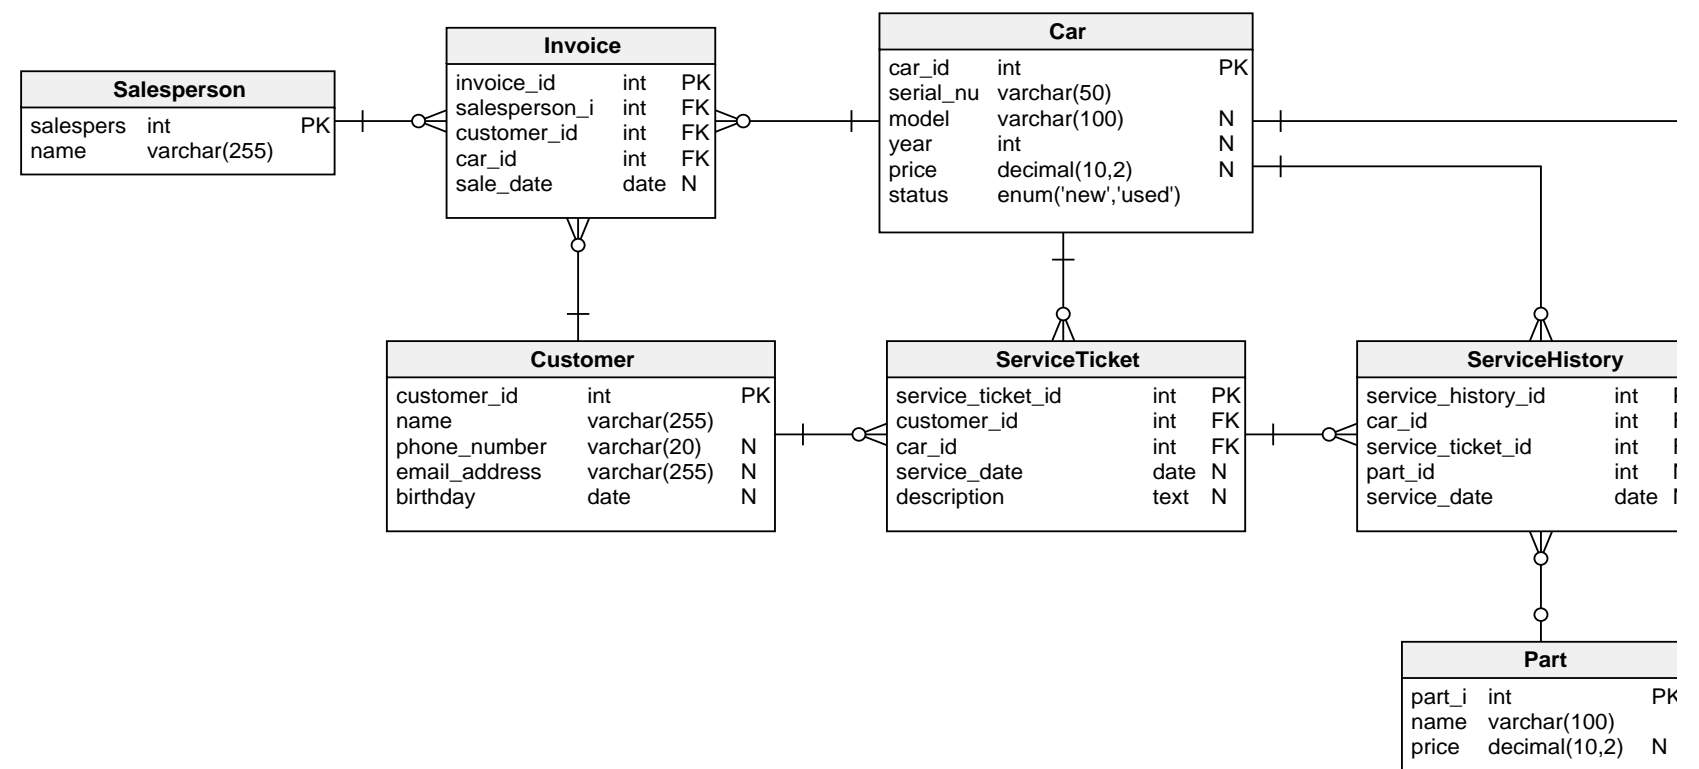 Salesperson
salespers int PK
name varchar(255)
Invoice
invoice_id int PK
salesperson_i int FK
customer_id int FK
car_id int FK
sale_date date N
Car
car_id int PK
serial_nu varchar(50)
model varchar(100) N
year int N
price decimal(10,2) N
status enum('new','used')
Customer
customer_id int PK
name varchar(255)
phone_number varchar(20) N
email_address varchar(255) N
birthday date N
ServiceTicket
service_ticket_id int PK
customer_id int FK
car_id int FK
service_date date N
description text N
ServiceHistory
service_history_id int
car_id int
service_ticket_id int
part_id int
service_date date
Part
part_i int PK
name varchar(100)
price decimal(10,2) N